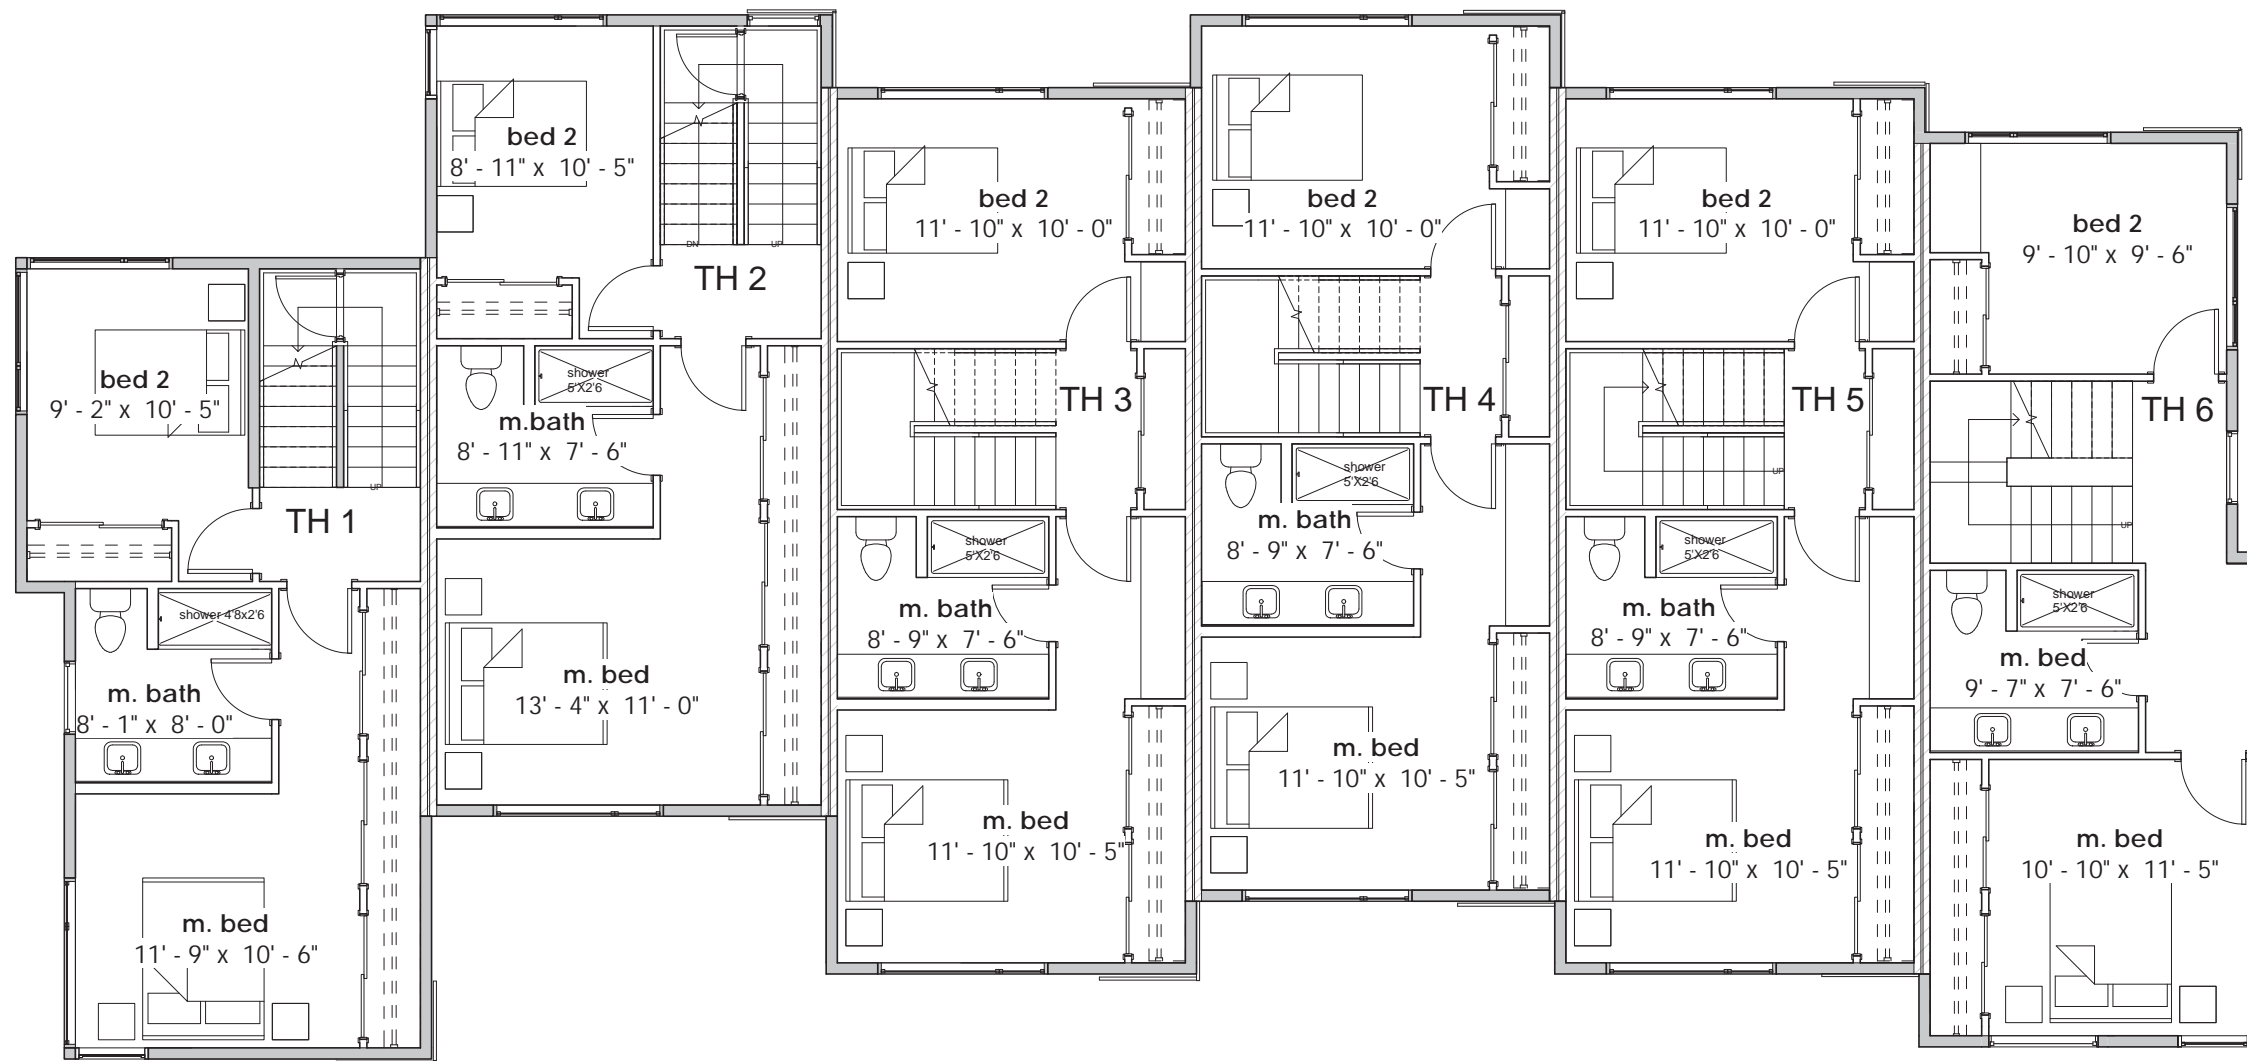 bed 2
9' - 2" x 10' - 5"
UP
TH 1
shower 4'8x2'6
m. bath
8' - 1" x 8' - 0"
m. bed
11' - 9" x 10' - 6"
bed 2
8' - 11" x 10' - 5"
DN
UP
TH 2
shower
5'X2'6
m.bath
8' - 11" x 7' - 6"
m. bed
13' - 4" x 11' - 0"
bed 2
11' - 10" x 10' - 0"
TH 3
shower
5'X2'6
m. bath
8' - 9" x 7' - 6"
m. bed
11' - 10" x 10' - 5"
bed 2
11' - 10" x 10' - 0"
TH 4
shower
5'X2'6
m. bath
8' - 9" x 7' - 6"
m. bed
11' - 10" x 10' - 5"
bed 2
11' - 10" x 10' - 0"
TH 5
UP
shower
5'X2'6
m. bath
8' - 9" x 7' - 6"
m. bed
11' - 10" x 10' - 5"
bed 2
9' - 10" x 9' - 6"
TH 6
UP
shower
5'X2'6
m. bed
9' - 7" x 7' - 6"
m. bed
10' - 10" x 11' - 5"